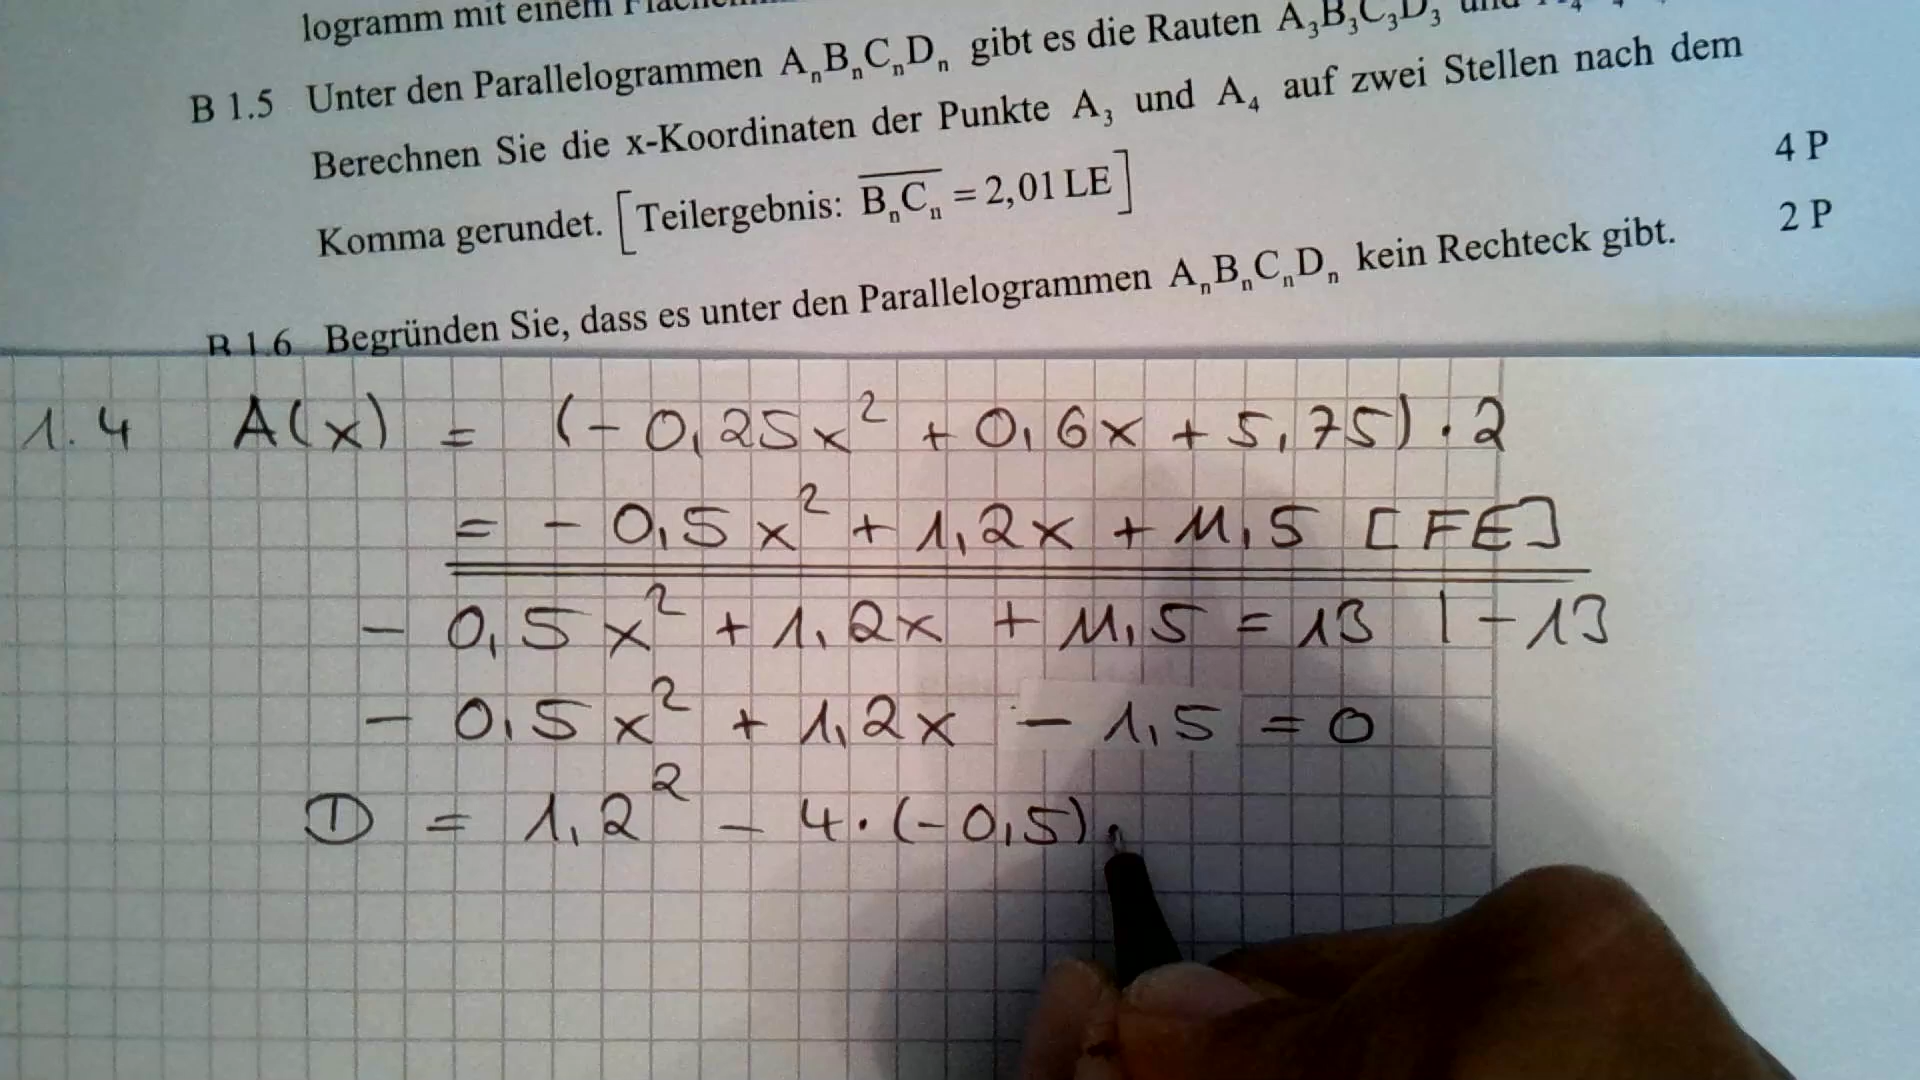 logramm mit einem
B 1.5 Unter den Parallelogrammen AₙBₙCₙDₙ gibt es die Rauten A₃B₃C₃D₃ und
Berechnen Sie die x-Koordinaten der Punkte A₃ und A₄ auf zwei Stellen nach dem
Komma gerundet. [Teilergebnis: B̅ₙC̅ₙ = 2,01 LE] 4 P
B 1.6 Begründen Sie, dass es unter den Parallelogrammen AₙBₙCₙDₙ kein Rechteck gibt. 2 P
1.4 A(x) = (-0,25x² + 0,6x + 5,75) · 2
= - 0,5x² + 1,2x + 11,5 [FE]
- 0,5x² + 1,2x + 11,5 = 13 | -13
- 0,5x² + 1,2x - 1,5 = 0
D = 1,2² - 4·(-0,5)·